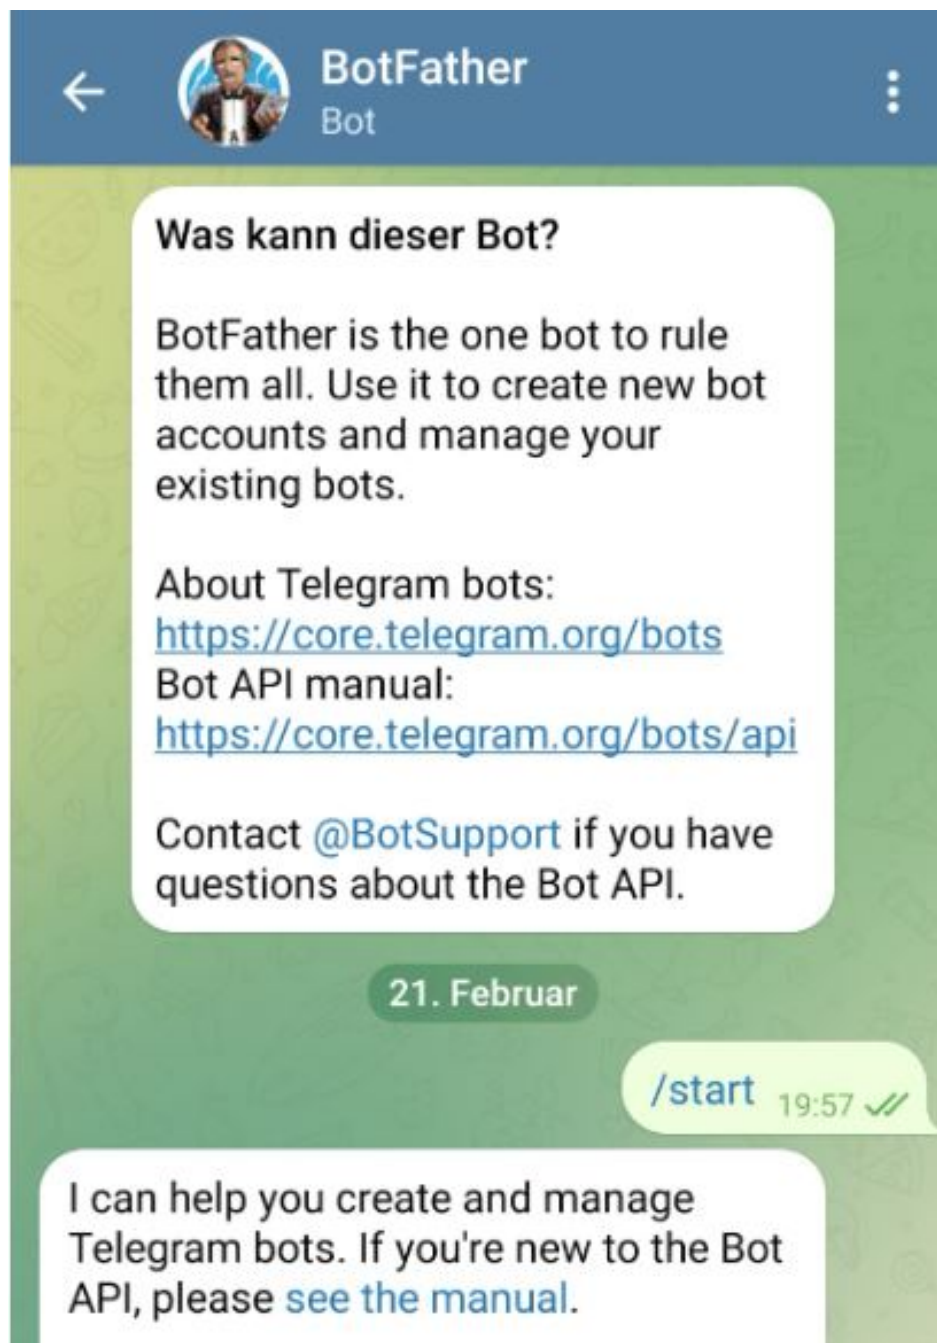 BotFather
Bot
Was kann dieser Bot?
BotFather is the one bot to rule
them all. Use it to create new bot
accounts and manage your
existing bots.
About Telegram bots:
https://core.telegram.org/bots
Bot API manual:
https://core.telegram.org/bots/api
Contact @BotSupport if you have
questions about the Bot API.
21. Februar
/start 19:57
I can help you create and manage
Telegram bots. If you're new to the Bot
API, please see the manual.